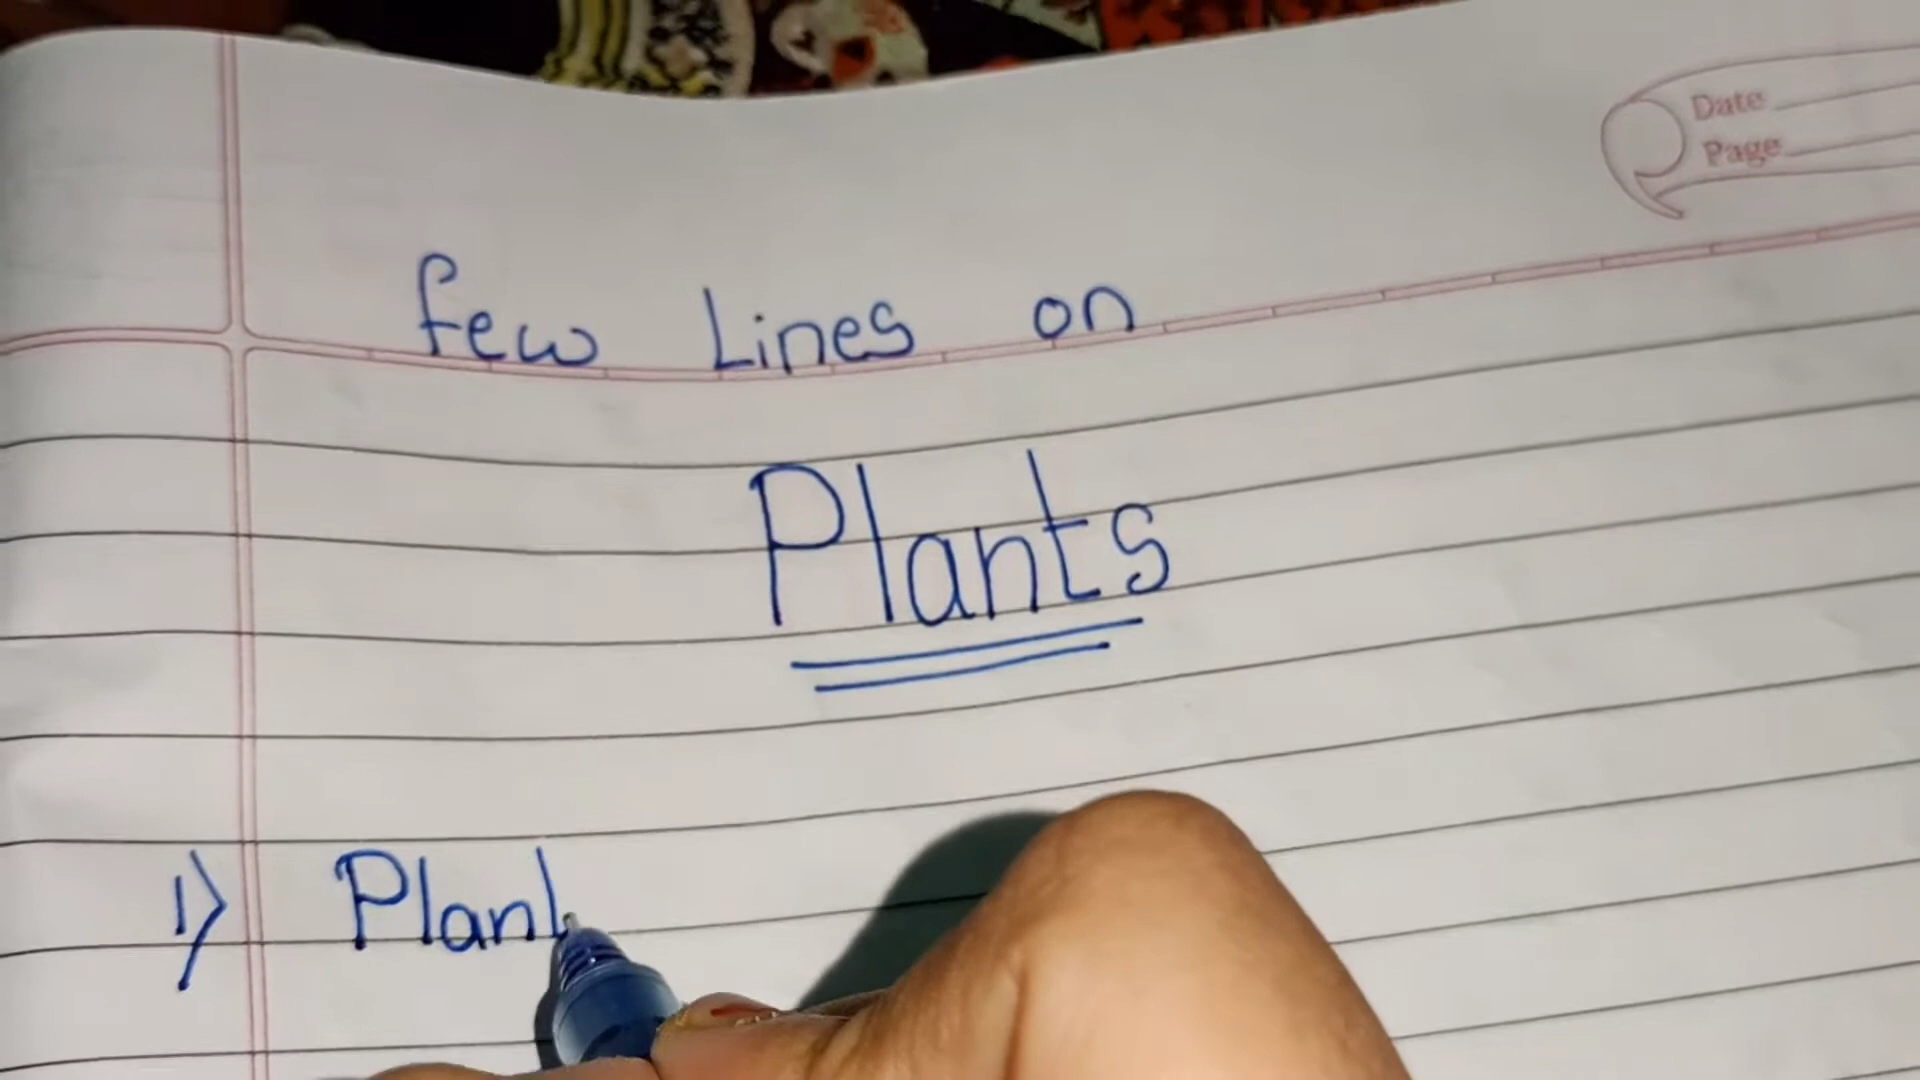 Date
Page
few Lines on
Plants
1) Plant